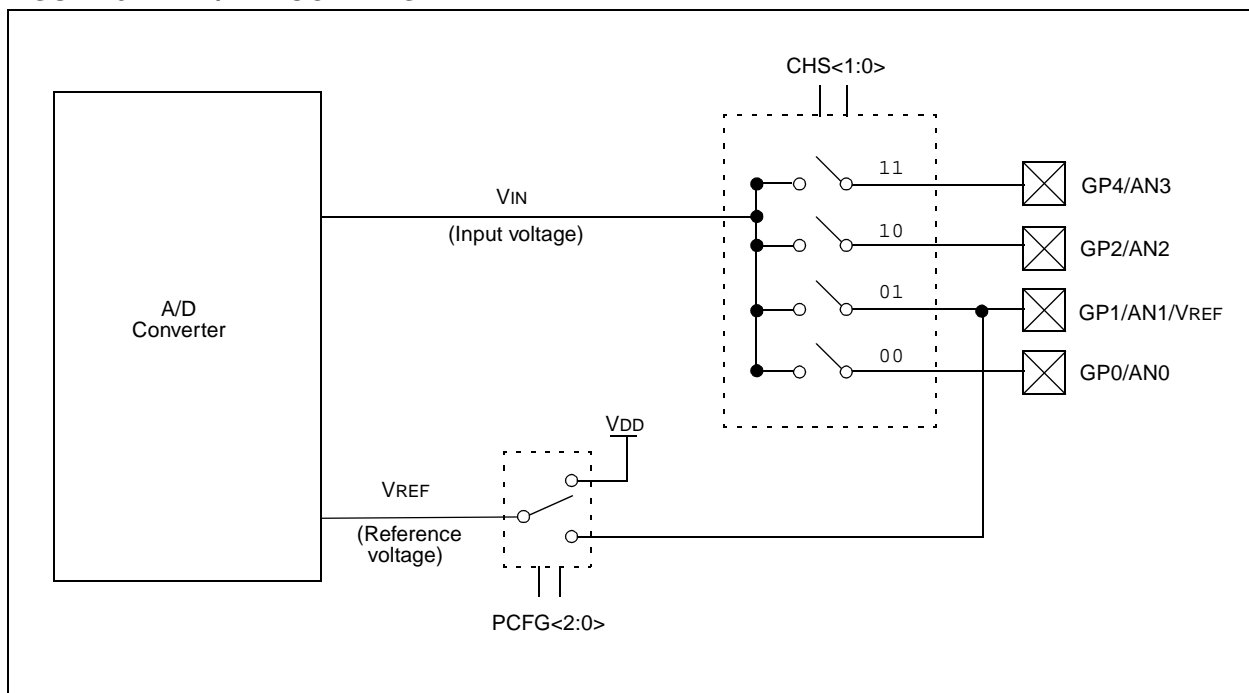 CHS<1:0>
11
GP4/AN3
VIN
(Input voltage)
10
GP2/AN2
A/D
Converter
01
GP1/AN1/VREF
00
GP0/AN0
VDD
VREF
(Reference
voltage)
PCFG<2:0>